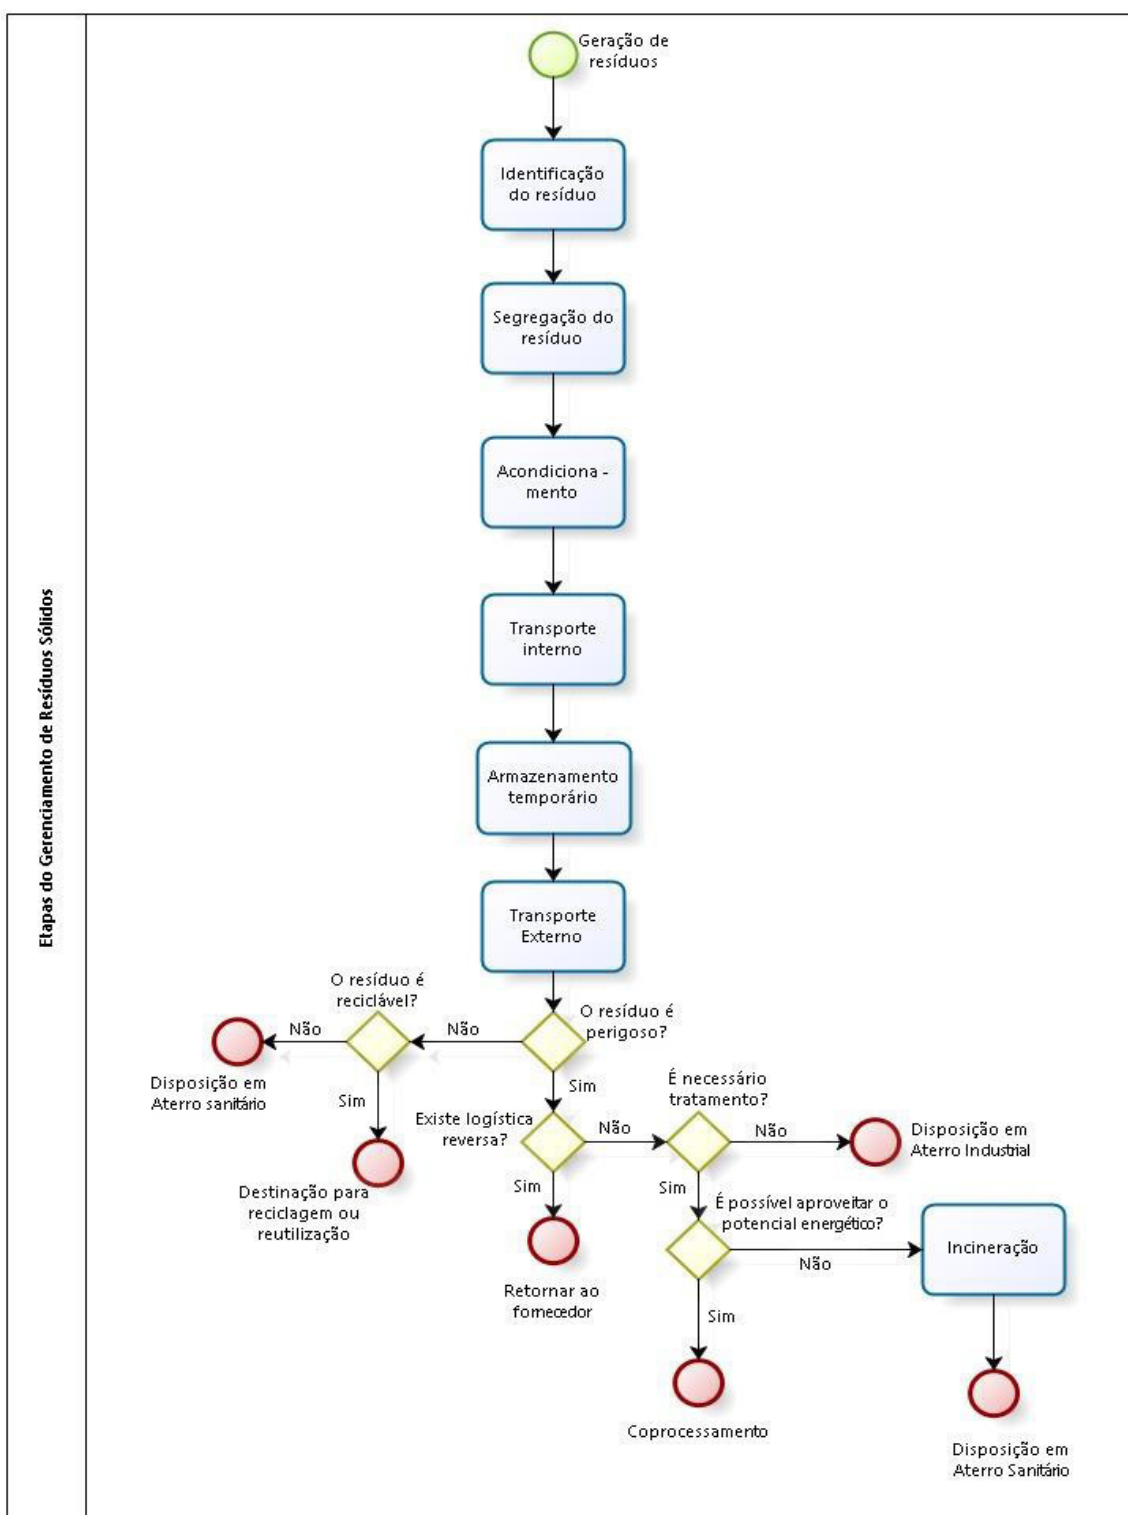 Etapas do Gerenciamento de Resíduos Sólidos
Geração de
resíduos
Identificação
do resíduo
Segregação do
resíduo
Acondiciona -
mento
Transporte
interno
Armazenamento
temporário
Transporte
Externo
O resíduo é
reciclável?
O resíduo é
perigoso?
Não
Não
Disposição em
Aterro sanitário
Sim
Sim
É necessário
tratamento?
Existe logística
reversa?
Não
Não
Disposição em
Aterro Industrial
Destinação para
reciclagem ou
reutilização
Sim
Sim
É possível aproveitar o
potencial energético?
Não
Incineração
Retornar ao
fornecedor
Sim
Coprocessamento
Disposição em
Aterro Sanitário